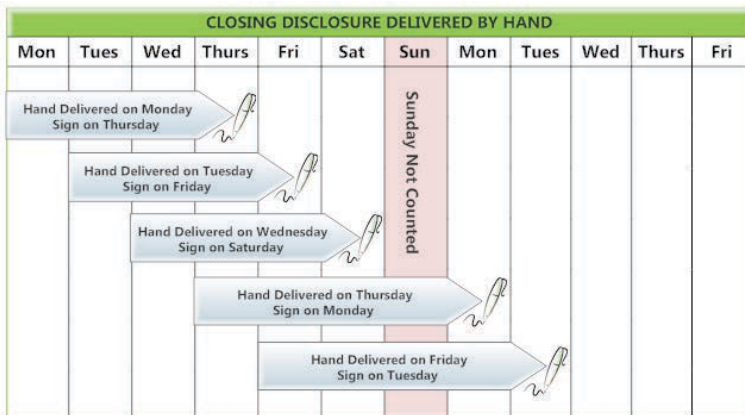 CLOSING DISCLOSURE DELIVERED BY HAND
Mon Tues Wed Thurs Fri Sat Sun Mon Tues Wed Thurs Fri
Hand Delivered on Monday
Sign on Thursday
Hand Delivered on Tuesday
Sign on Friday
Hand Delivered on Wednesday
Sign on Saturday
Sunday Not Counted
Hand Delivered on Thursday
Sign on Monday
Hand Delivered on Friday
Sign on Tuesday